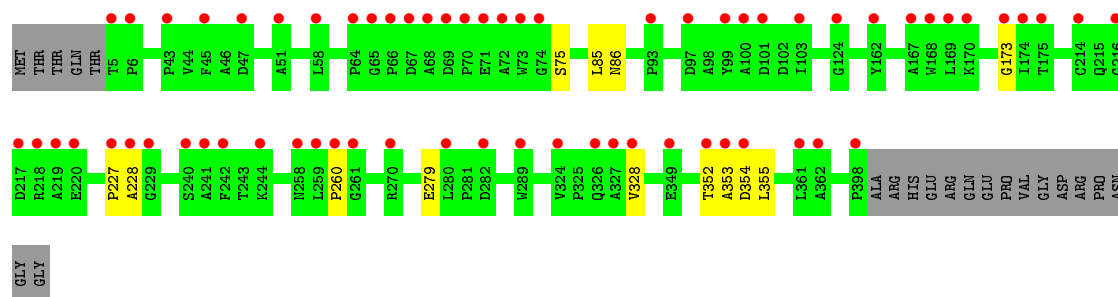 MET THR THR GLN THR T5 P6 P43 V44 F45 A46 D47 A51 L58 P64 G65 P66 D67 A68 D69 P70 E71 A72 W73 G74 S75 L85 N86 P93 D97 A98 Y99 A100 D101 D102 I103 G124 Y162 A167 W168 L169 K170 G173 I174 T175 C214 Q215
D217 R218 A219 E220 P227 A228 G229 S240 A241 F242 T243 K244 N258 L259 P260 G261 R270 E279 L280 P281 D282 W289 V324 P325 Q326 A327 V328 E349 T352 A353 D354 L355 L361 A362 P398 ALA ARG HIS GLU ARG GLN GLU PRO VAL GLY ASP ARG PRO ASN
GLY GLY